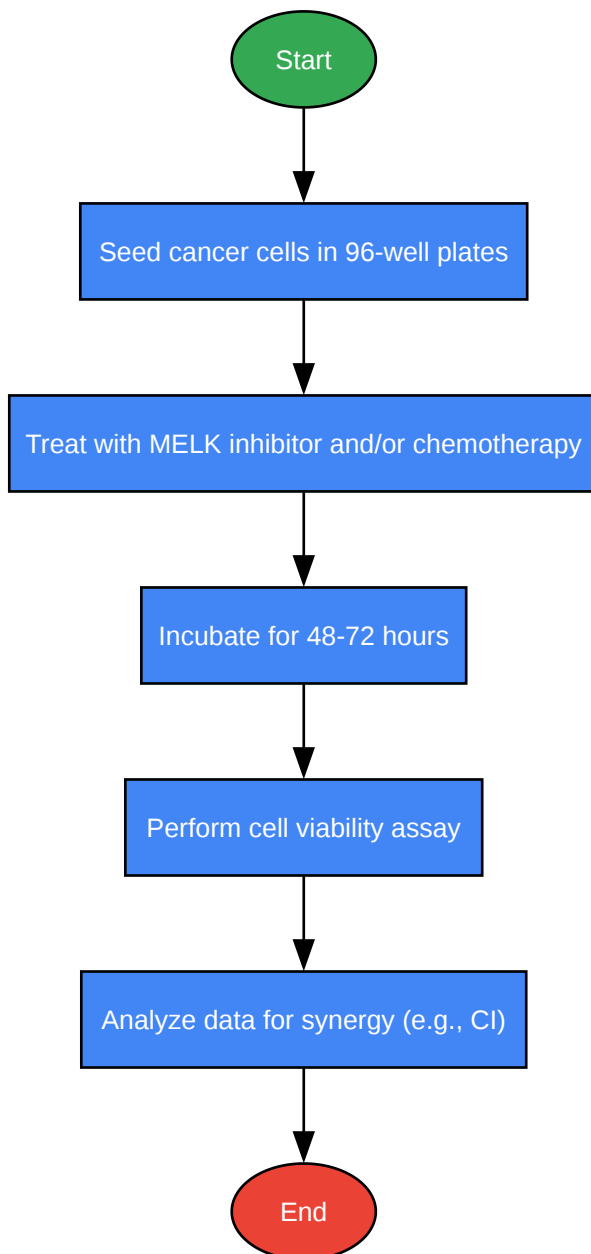 Start
Seed cancer cells in 96-well plates
Treat with MELK inhibitor and/or chemotherapy
Incubate for 48-72 hours
Perform cell viability assay
Analyze data for synergy (e.g., CI)
End